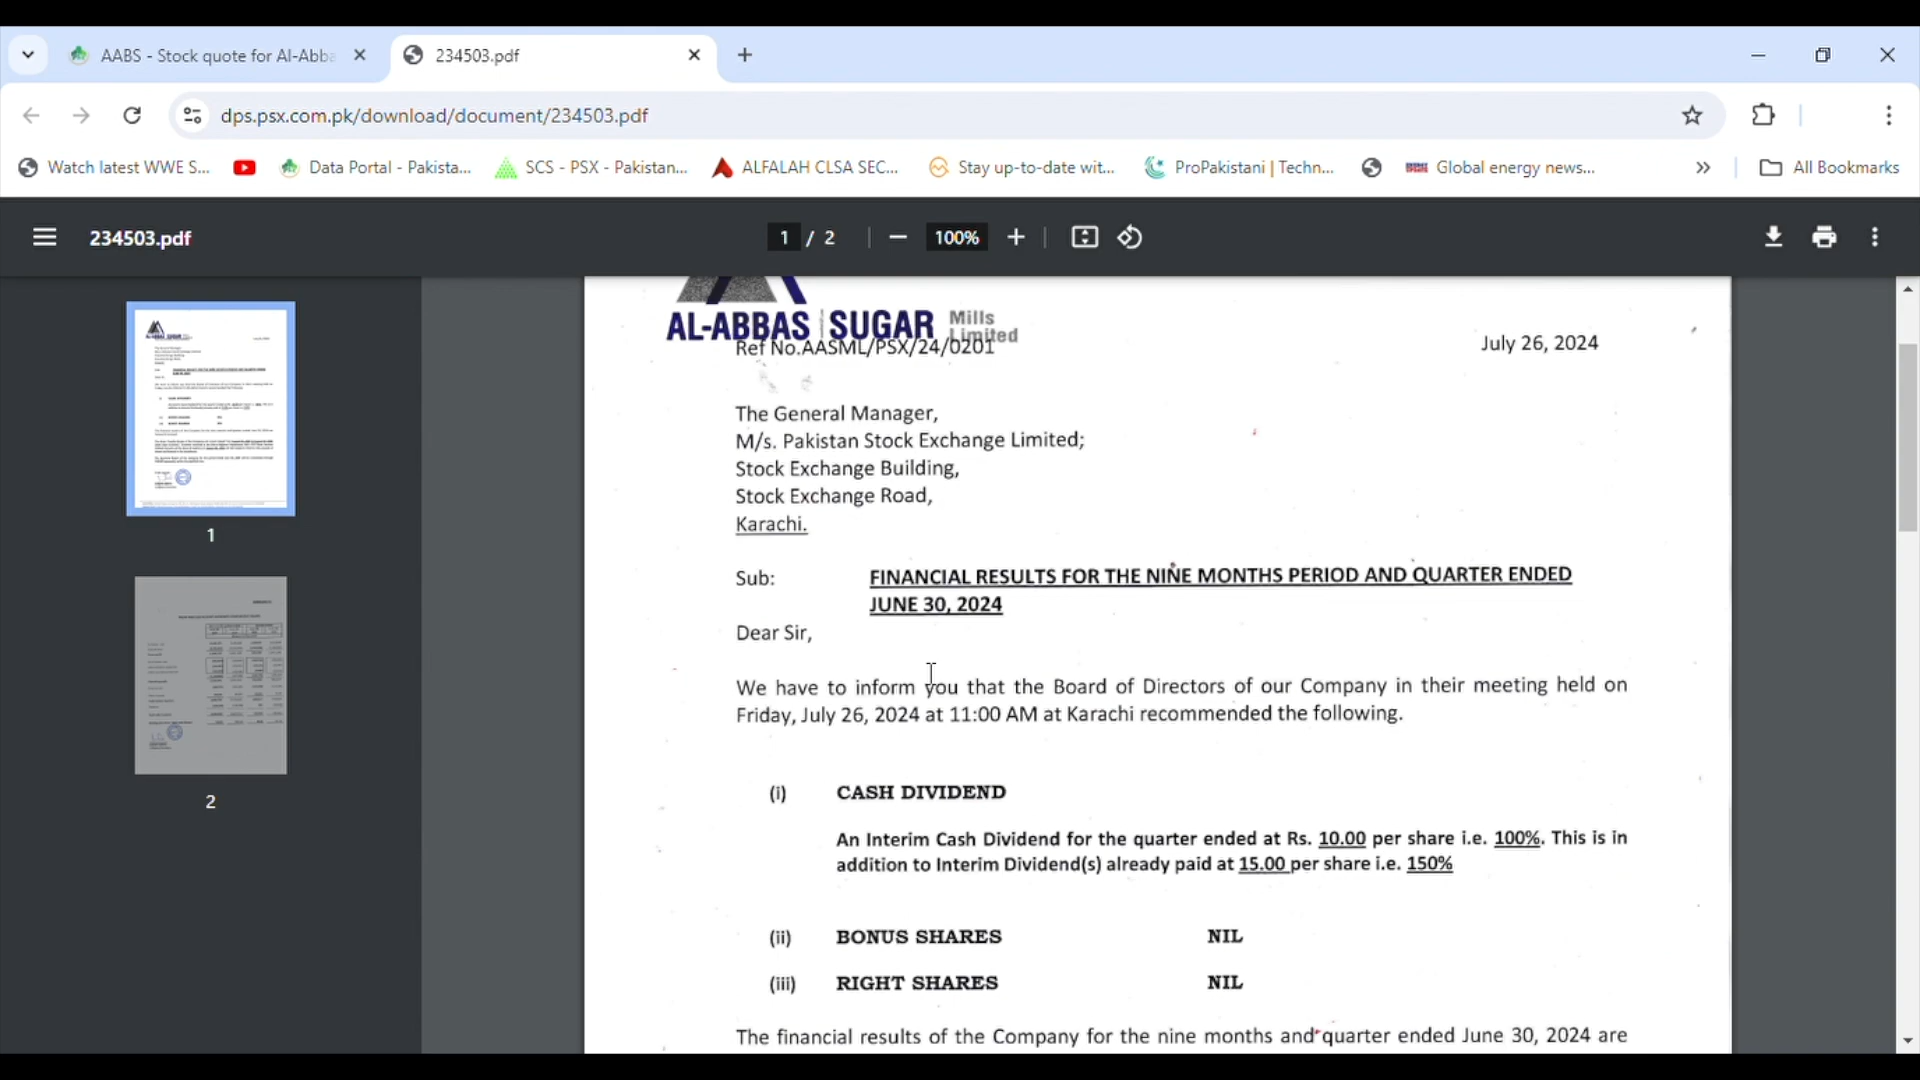 AABS - Stock quote for Al-Abba
234503.pdf
dps.psx.com.pk/download/document/234503.pdf
Watch latest WWE S...
Data Portal - Pakista...
SCS - PSX - Pakistan...
ALFALAH CLSA SEC...
Stay up-to-date wit...
ProPakistani | Techn...
Global energy news...
All Bookmarks
234503.pdf
1 / 2
100%
1
2
AL-ABBAS SUGAR Mills Limited
Ref No.AASML/PSX/24/0201
July 26, 2024
The General Manager,
M/s. Pakistan Stock Exchange Limited;
Stock Exchange Building,
Stock Exchange Road,
Karachi.
Sub: FINANCIAL RESULTS FOR THE NINE MONTHS PERIOD AND QUARTER ENDED
JUNE 30, 2024
Dear Sir,
We have to inform you that the Board of Directors of our Company in their meeting held on
Friday, July 26, 2024 at 11:00 AM at Karachi recommended the following.
(i) CASH DIVIDEND
An Interim Cash Dividend for the quarter ended at Rs. 10.00 per share i.e. 100%. This is in
addition to Interim Dividend(s) already paid at 15.00 per share i.e. 150%
(ii) BONUS SHARES NIL
(iii) RIGHT SHARES NIL
The financial results of the Company for the nine months and quarter ended June 30, 2024 are